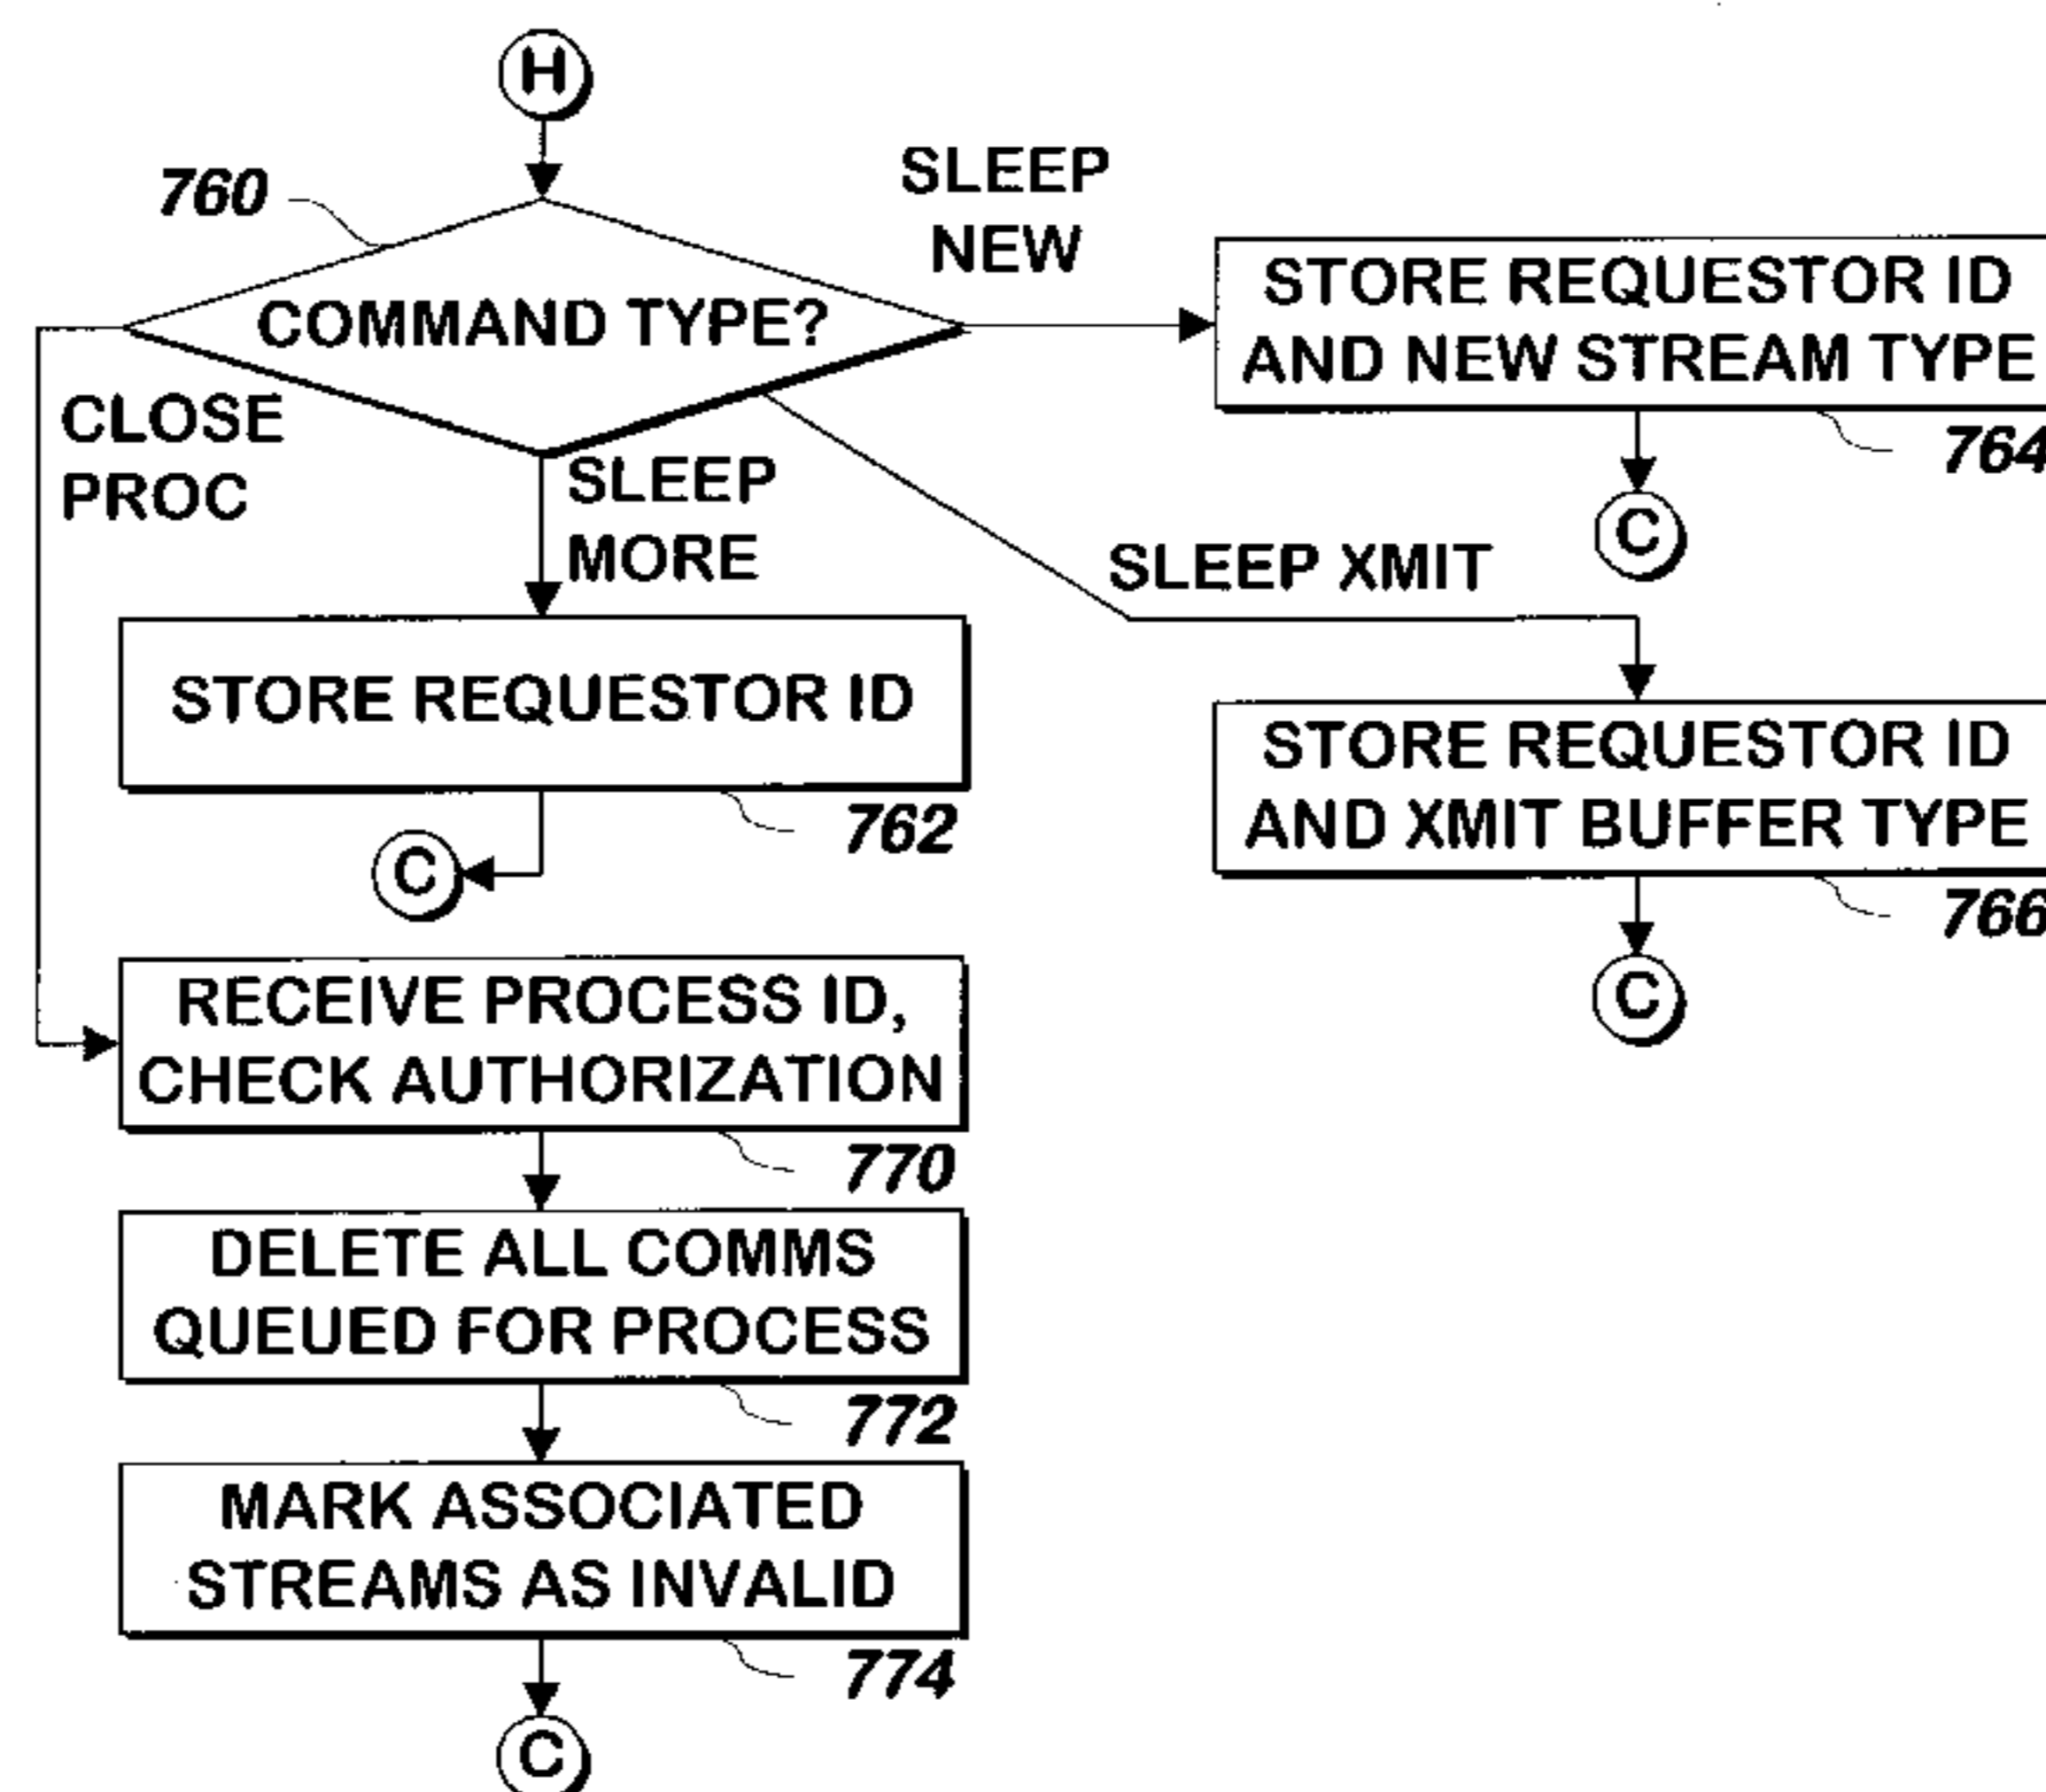 H
760
COMMAND TYPE?
SLEEP
NEW
STORE REQUESTOR ID
AND NEW STREAM TYPE
764
C
CLOSE
PROC
SLEEP
MORE
SLEEP XMIT
STORE REQUESTOR ID
762
C
STORE REQUESTOR ID
AND XMIT BUFFER TYPE
766
C
RECEIVE PROCESS ID,
CHECK AUTHORIZATION
770
DELETE ALL COMMS
QUEUED FOR PROCESS
772
MARK ASSOCIATED
STREAMS AS INVALID
774
C